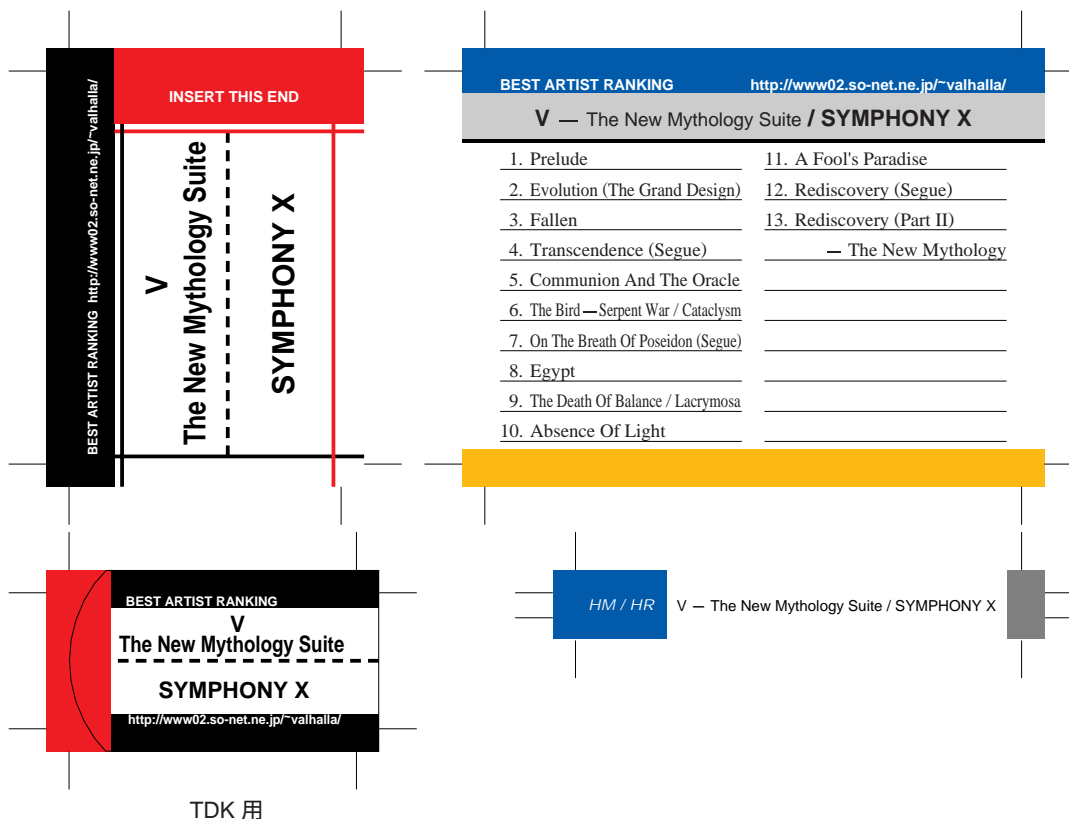 INSERT THIS END
BEST ARTIST RANKING http://www02.so-net.ne.jp/~valhalla/
V
The New Mythology Suite
SYMPHONY X
BEST ARTIST RANKING http://www02.so-net.ne.jp/~valhalla/
V — The New Mythology Suite / SYMPHONY X
1. Prelude
2. Evolution (The Grand Design)
3. Fallen
4. Transcendence (Segue)
5. Communion And The Oracle
6. The Bird — Serpent War / Cataclysm
7. On The Breath Of Poseidon (Segue)
8. Egypt
9. The Death Of Balance / Lacrymosa
10. Absence Of Light
11. A Fool's Paradise
12. Rediscovery (Segue)
13. Rediscovery (Part II)
— The New Mythology
BEST ARTIST RANKING
V
The New Mythology Suite
SYMPHONY X
http://www02.so-net.ne.jp/~valhalla/
TDK 用
HM / HR V — The New Mythology Suite / SYMPHONY X